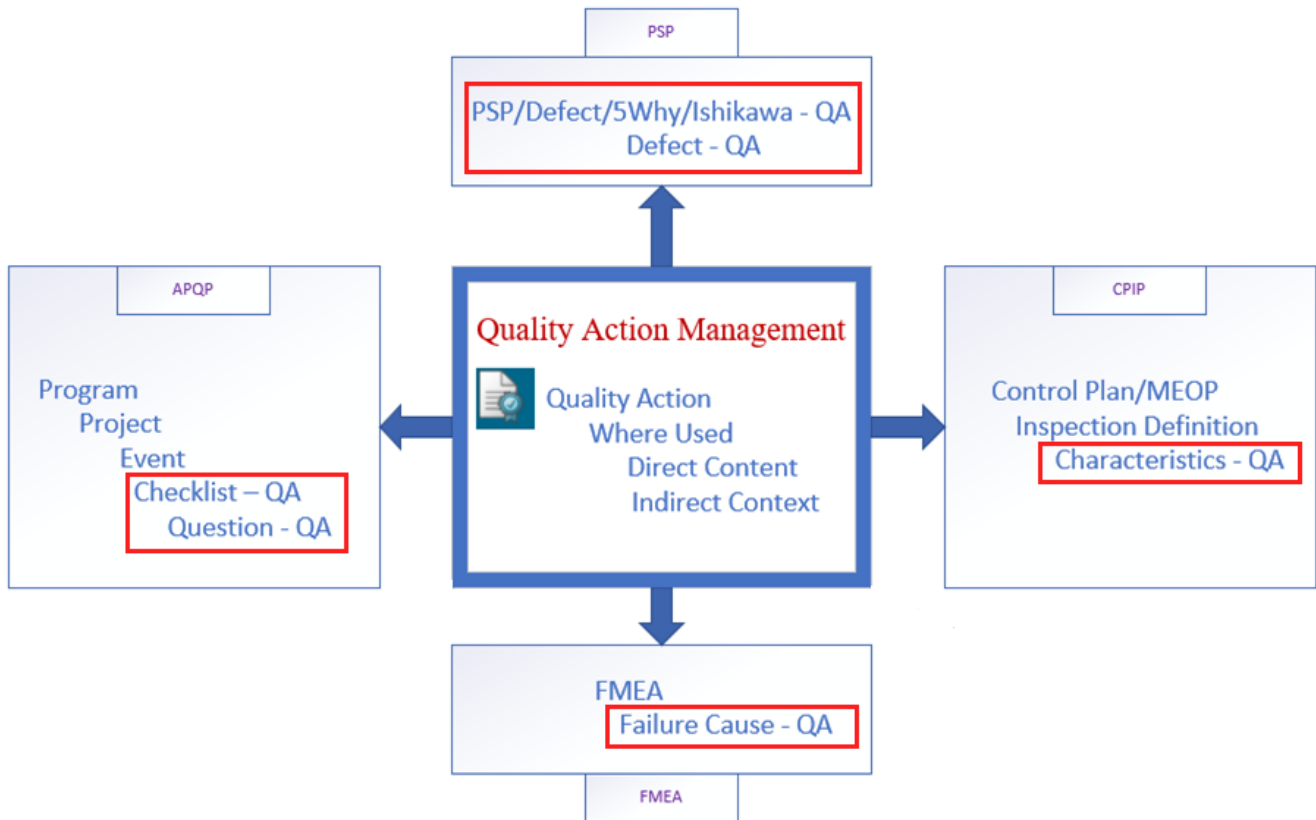 PSP
PSP/Defect/5Why/Ishikawa - QA
Defect - QA
APQP
Program
Project
Event
Checklist – QA
Question - QA
Quality Action Management
Quality Action
Where Used
Direct Content
Indirect Context
CPIP
Control Plan/MEOP
Inspection Definition
Characteristics - QA
FMEA
Failure Cause - QA
FMEA